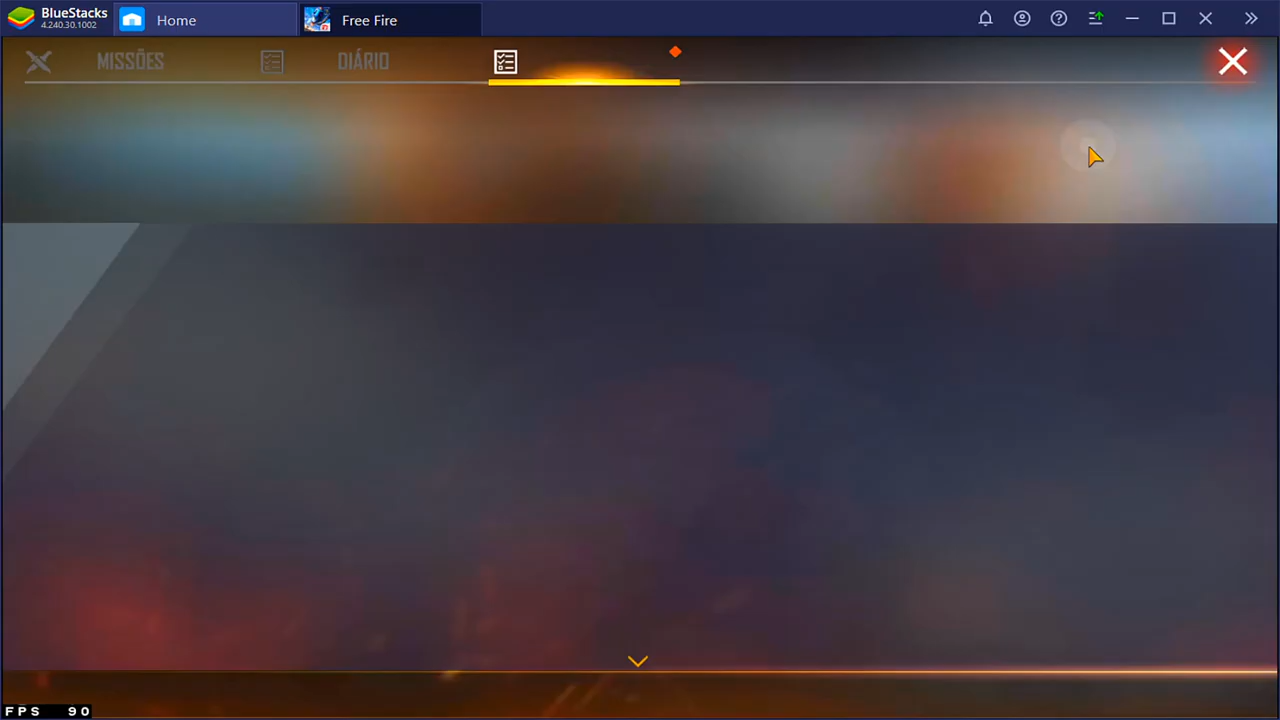 BlueStacks
4.240.30.1002
Home
Free Fire
MISSÕES
DIÁRIO
FPS 90